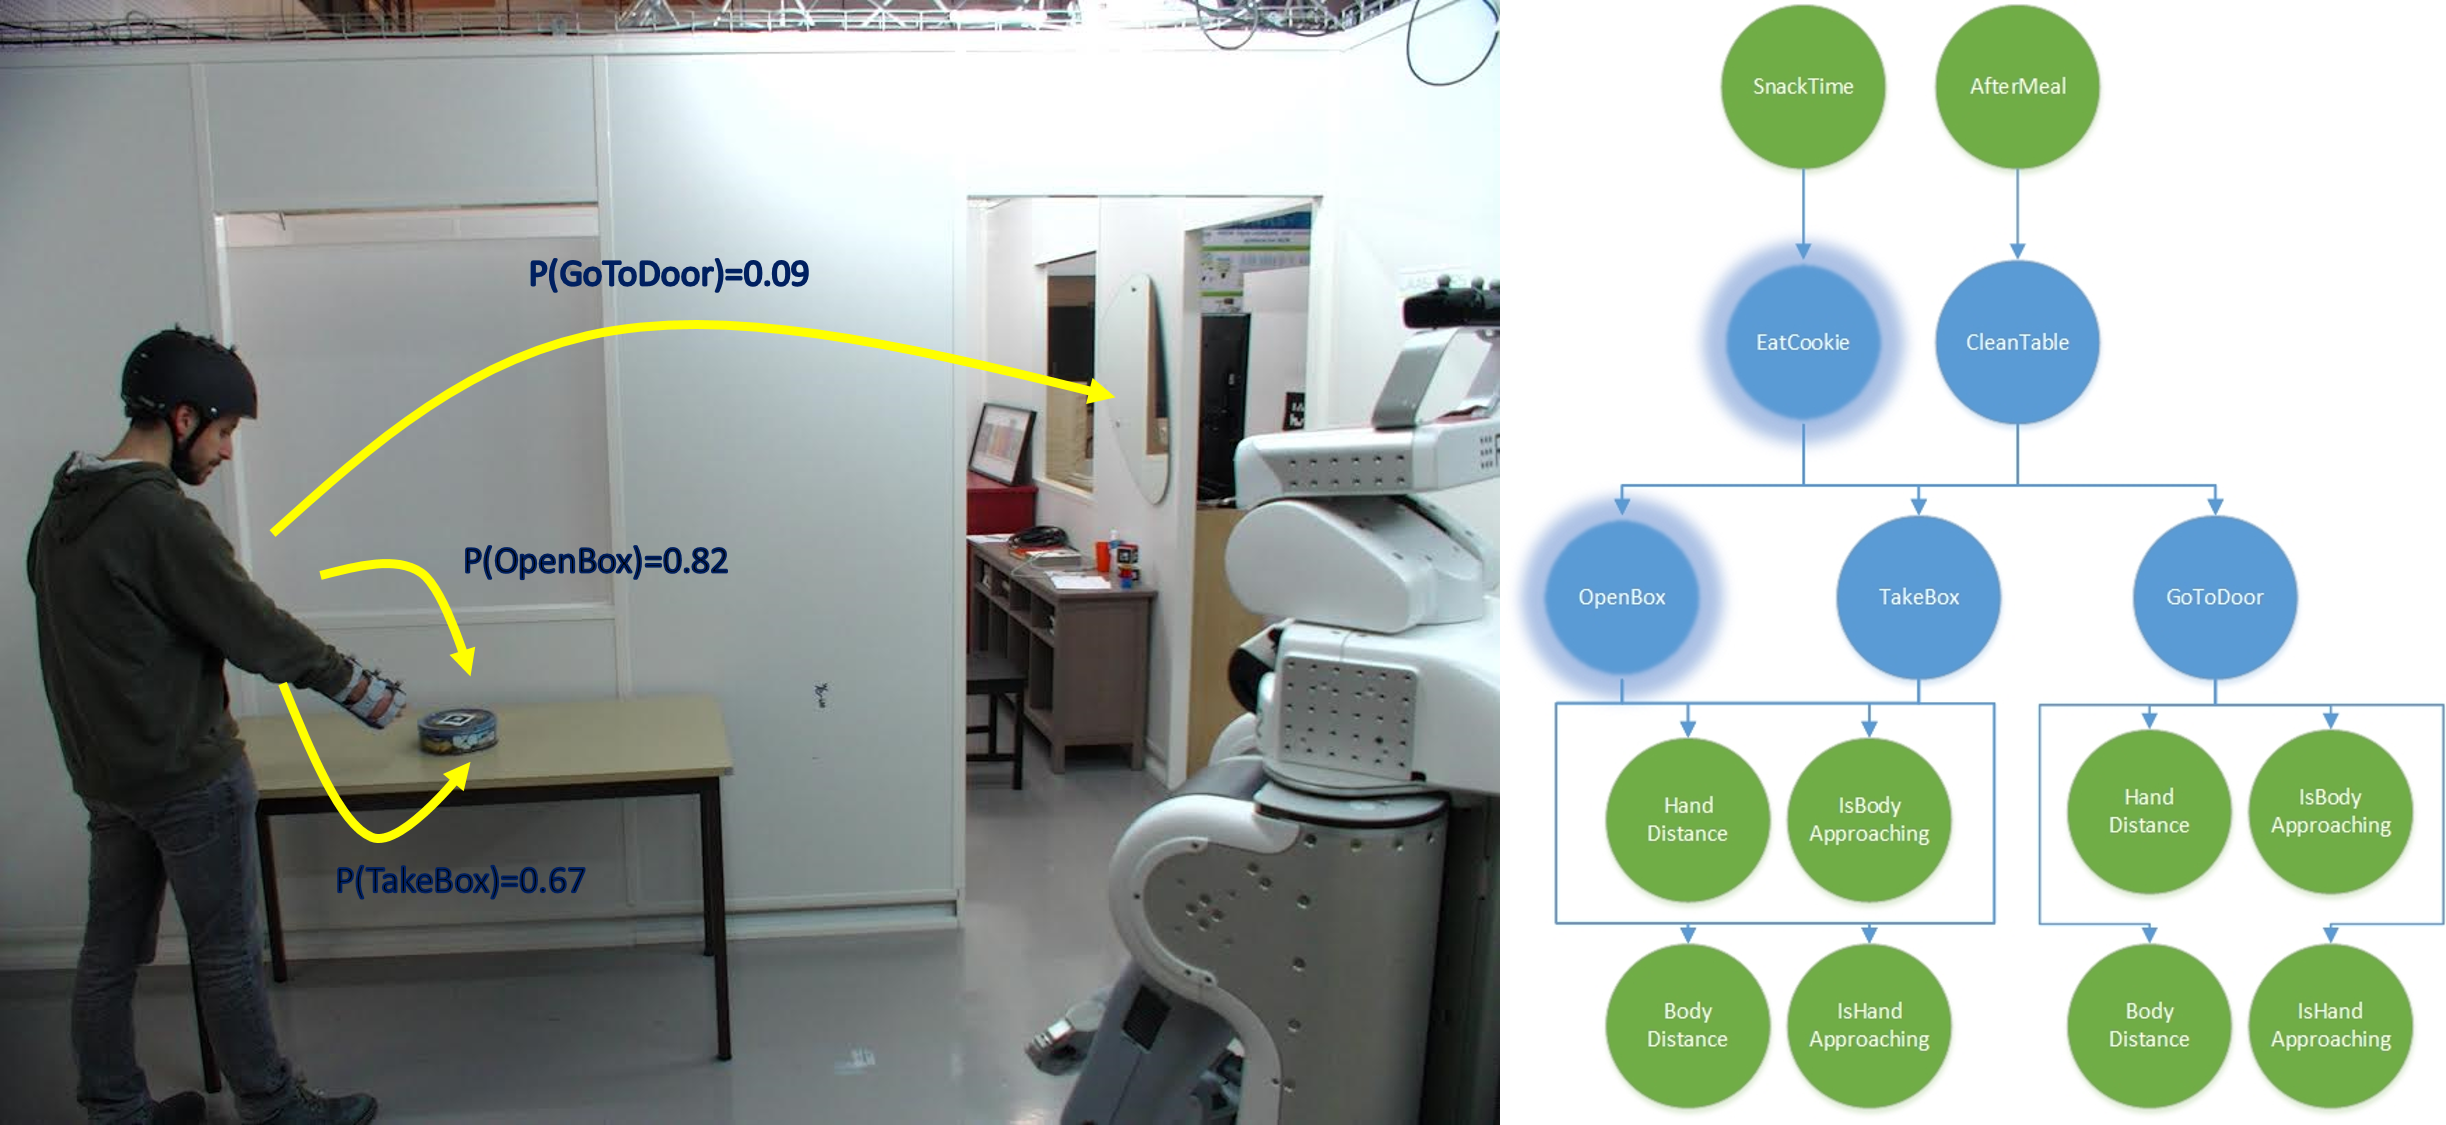 P(GoToDoor)=0.09
P(OpenBox)=0.82
P(TakeBox)=0.67
SnackTime
AfterMeal
EatCookie
CleanTable
OpenBox
TakeBox
GoToDoor
Hand
Distance
IsBody
Approaching
Hand
Distance
IsBody
Approaching
Body
Distance
IsHand
Approaching
Body
Distance
IsHand
Approaching